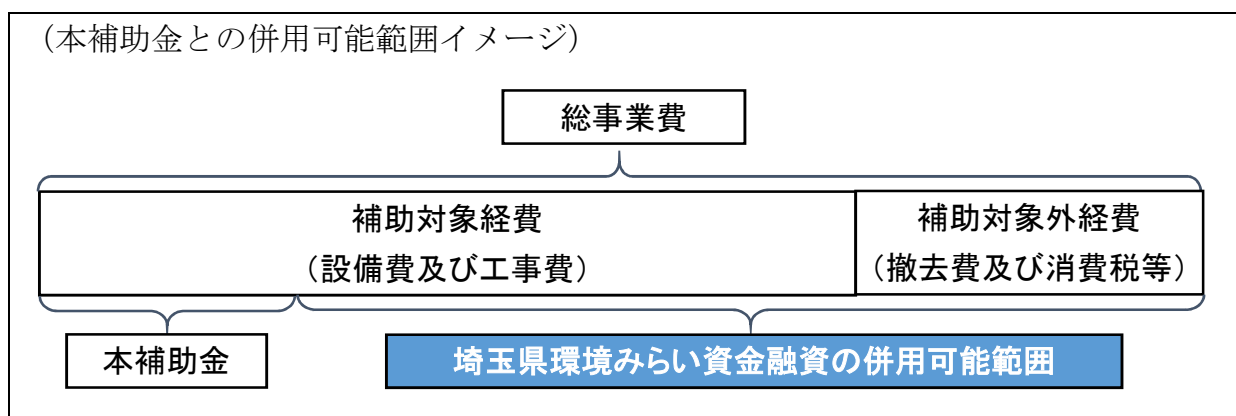 （本補助金との併用可能範囲イメージ）
総事業費
補助対象経費
（設備費及び工事費）
補助対象外経費
（撤去費及び消費税等）
本補助金
埼玉県環境みらい資金融資の併用可能範囲